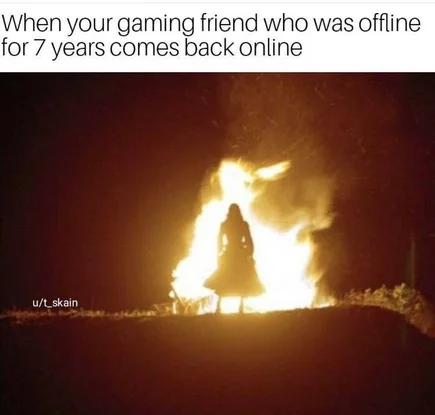 When your gaming friend who was offline
for 7 years comes back online
u/t_skain